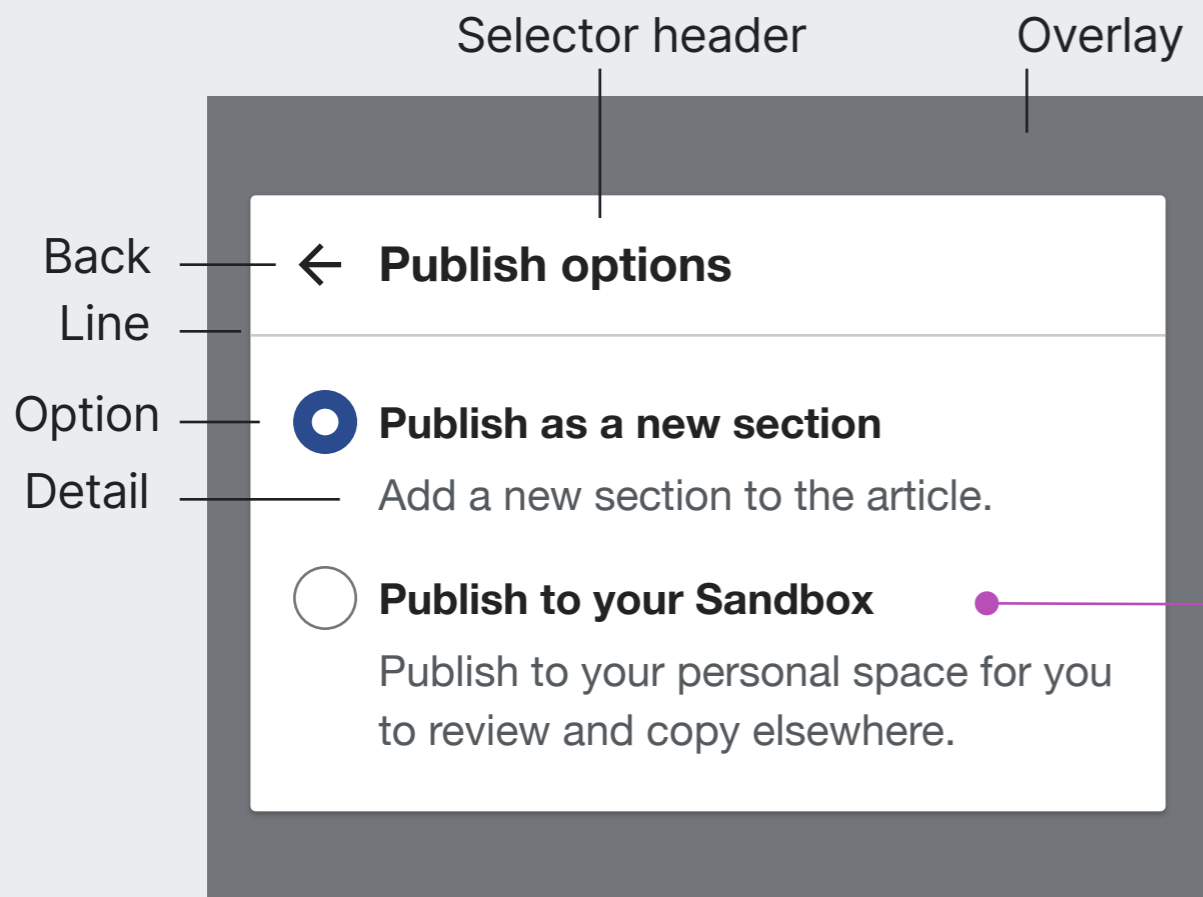 Selector header
Overlay
Back
Publish options
Line
Option
Publish as a new section
Detail
Add a new section to the article.
Publish to your Sandbox
Publish to your personal space for you
to review and copy elsewhere.